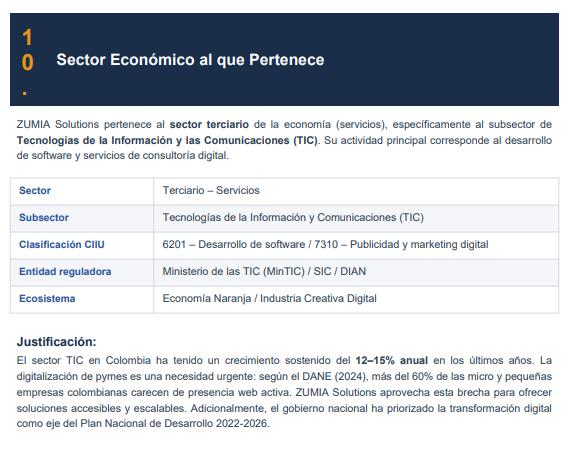 10.
Sector Económico al que Pertenece
ZUMIA Solutions pertenece al sector terciario de la economía (servicios), específicamente al subsector de
Tecnologías de la Información y las Comunicaciones (TIC). Su actividad principal corresponde al desarrollo
de software y servicios de consultoría digital.
Sector Terciario – Servicios
Subsector Tecnologías de la Información y Comunicaciones (TIC)
Clasificación CIIU 6201 – Desarrollo de software / 7310 – Publicidad y marketing digital
Entidad reguladora Ministerio de las TIC (MinTIC) / SIC / DIAN
Ecosistema Economía Naranja / Industria Creativa Digital
Justificación:
El sector TIC en Colombia ha tenido un crecimiento sostenido del 12–15% anual en los últimos años. La
digitalización de pymes es una necesidad urgente: según el DANE (2024), más del 60% de las micro y pequeñas
empresas colombianas carecen de presencia web activa. ZUMIA Solutions aprovecha esta brecha para ofrecer
soluciones accesibles y escalables. Adicionalmente, el gobierno nacional ha priorizado la transformación digital
como eje del Plan Nacional de Desarrollo 2022-2026.